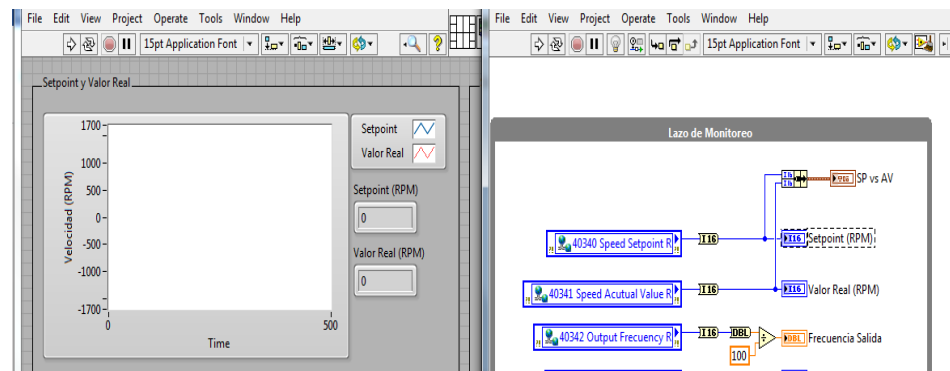 File Edit View Project Operate Tools Window Help
15pt Application Font
Setpoint y Valor Real
1700
1000
500
0
-500
-1000
-1700
Velocidad (RPM)
0
500
Time
Setpoint
Valor Real
Setpoint (RPM)
0
Valor Real (RPM)
0
File Edit View Project Operate Tools Window Help
15pt Application Font
Lazo de Monitoreo
I16
I16
SP vs AV
40340 Speed Setpoint R
I16
I16
Setpoint (RPM)
40341 Speed Acutual Value R
I16
I16
Valor Real (RPM)
40342 Output Frecuency R
I16
DBL
DBL
Frecuencia Salida
100